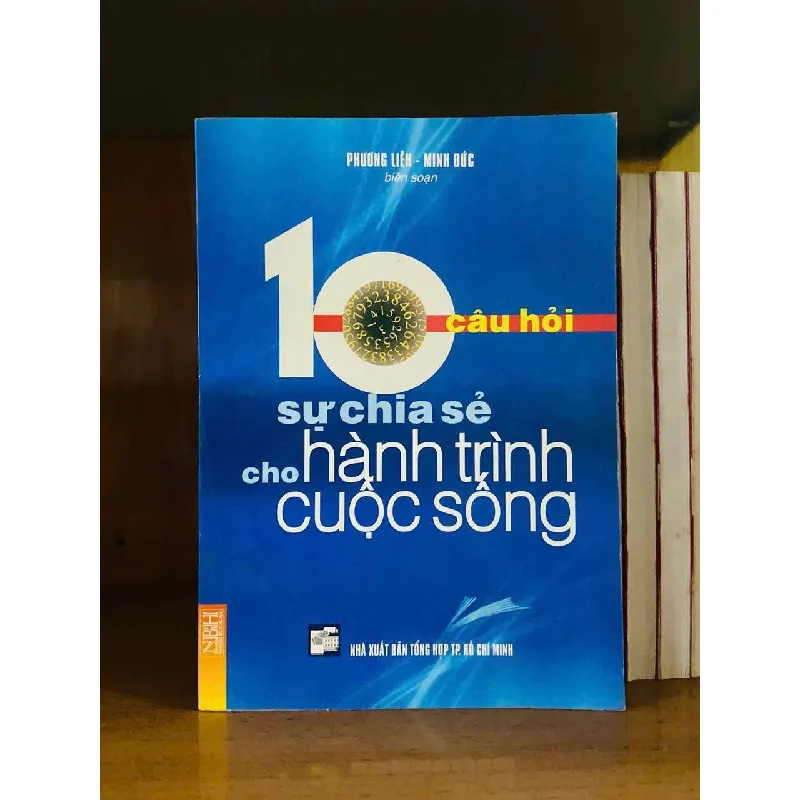 PHƯƠNG LIÊN - MINH ĐỨC
biên soạn
10
câu hỏi
sự chia sẻ
cho hành trình
cuộc sống
NBH
NHÀ XUẤT BẢN TỔNG HỢP TP. HỒ CHÍ MINH